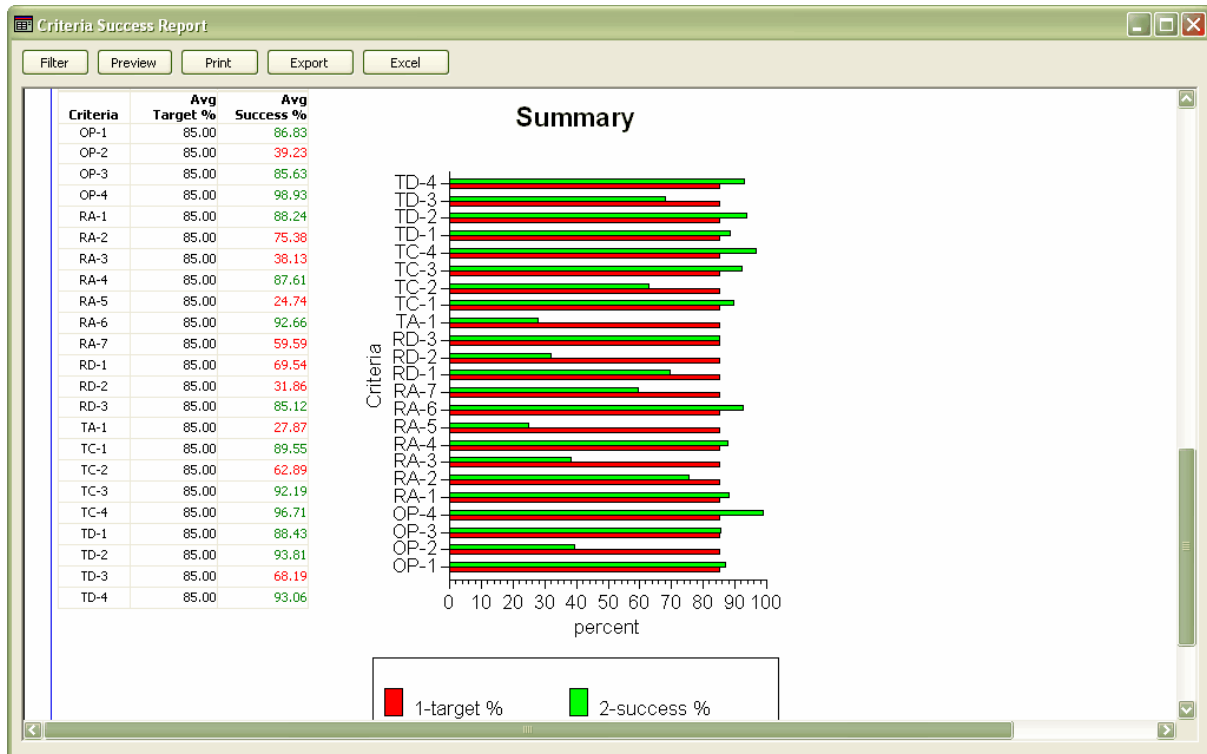 Criteria Success Report
Filter Preview Print Export Excel
Criteria Avg Target % Avg Success %
OP-1 85.00 86.83
OP-2 85.00 39.23
OP-3 85.00 85.63
OP-4 85.00 98.93
RA-1 85.00 88.24
RA-2 85.00 75.38
RA-3 85.00 38.13
RA-4 85.00 87.61
RA-5 85.00 24.74
RA-6 85.00 92.66
RA-7 85.00 59.59
RD-1 85.00 69.54
RD-2 85.00 31.86
RD-3 85.00 85.12
TA-1 85.00 27.87
TC-1 85.00 89.55
TC-2 85.00 62.89
TC-3 85.00 92.19
TC-4 85.00 96.71
TD-1 85.00 88.43
TD-2 85.00 93.81
TD-3 85.00 68.19
TD-4 85.00 93.06
Summary
Criteria
TD-4
TD-3
TD-2
TD-1
TC-4
TC-3
TC-2
TC-1
TA-1
RD-3
RD-2
RD-1
RA-7
RA-6
RA-5
RA-4
RA-3
RA-2
RA-1
OP-4
OP-3
OP-2
OP-1
0 10 20 30 40 50 60 70 80 90 100
percent
1-target % 2-success %